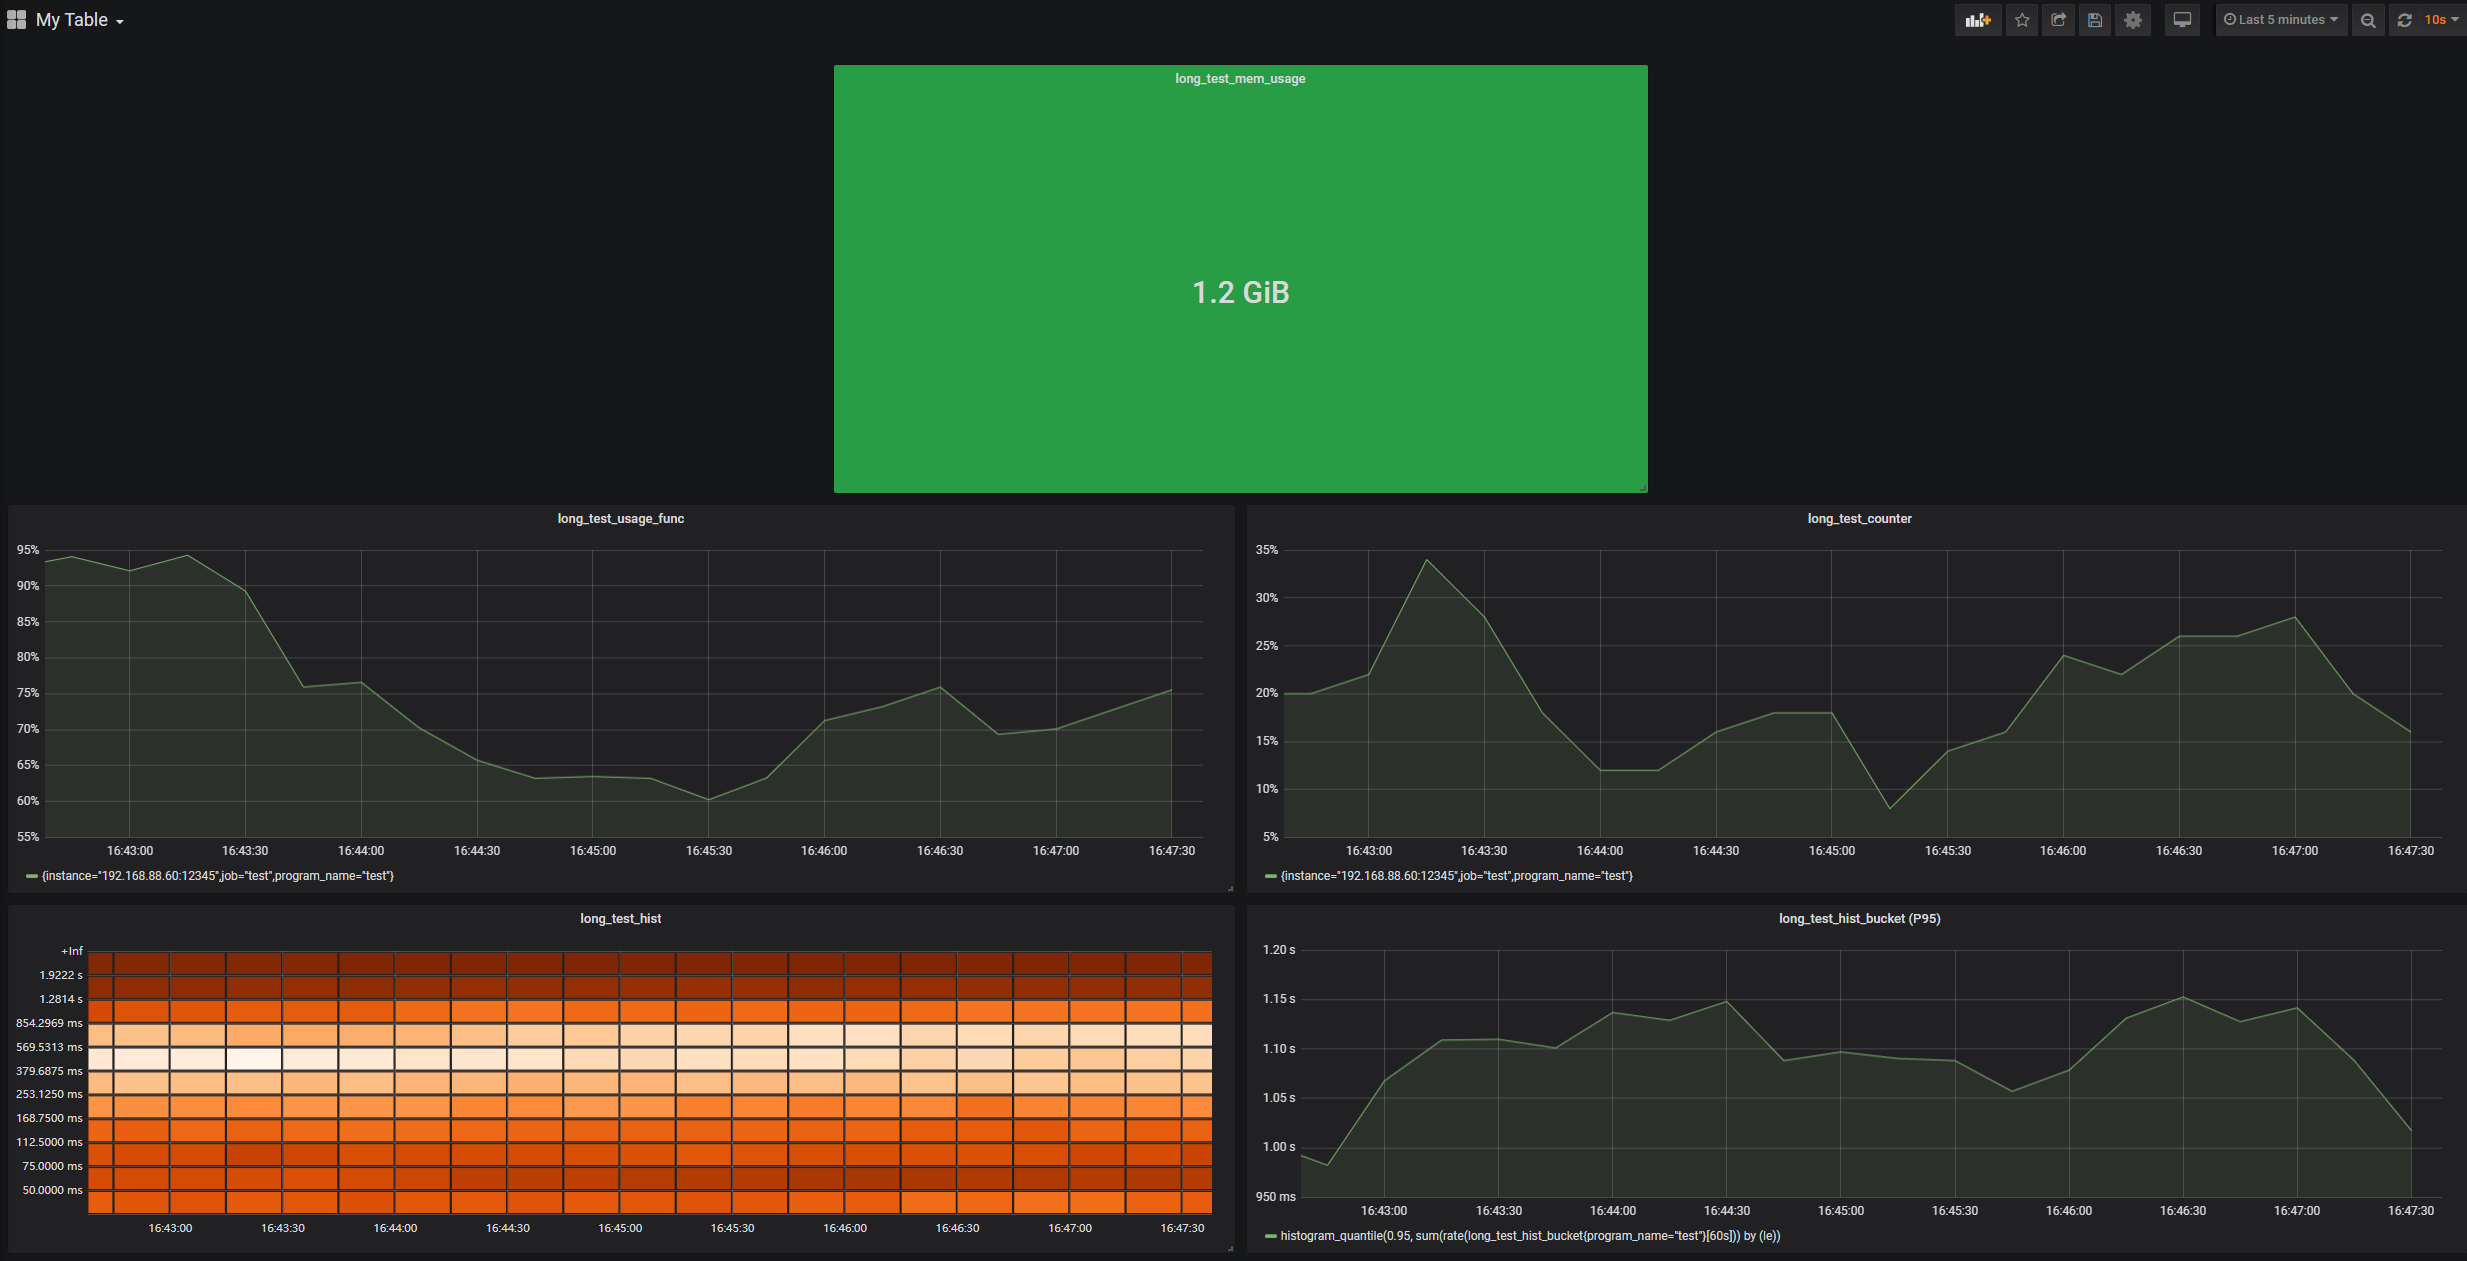 My Table
Last 5 minutes
10s
long_test_mem_usage
1.2 GiB
long_test_usage_func
95%
90%
85%
80%
75%
70%
65%
60%
55%
16:43:00 16:43:30 16:44:00 16:44:30 16:45:00 16:45:30 16:46:00 16:46:30 16:47:00 16:47:30
{instance="192.168.88.60:12345",job="test",program_name="test"}
long_test_counter
35%
30%
25%
20%
15%
10%
5%
16:43:00 16:43:30 16:44:00 16:44:30 16:45:00 16:45:30 16:46:00 16:46:30 16:47:00 16:47:30
{instance="192.168.88.60:12345",job="test",program_name="test"}
long_test_hist
+Inf
1.9222 s
1.2814 s
854.2969 ms
569.5313 ms
379.6875 ms
253.1250 ms
168.7500 ms
112.5000 ms
75.0000 ms
50.0000 ms
16:43:00 16:43:30 16:44:00 16:44:30 16:45:00 16:45:30 16:46:00 16:46:30 16:47:00 16:47:30
long_test_hist_bucket (P95)
1.20 s
1.15 s
1.10 s
1.05 s
1.00 s
950 ms
16:43:00 16:43:30 16:44:00 16:44:30 16:45:00 16:45:30 16:46:00 16:46:30 16:47:00 16:47:30
histogram_quantile(0.95, sum(rate(long_test_hist_bucket{program_name="test"}[60s])) by (le))